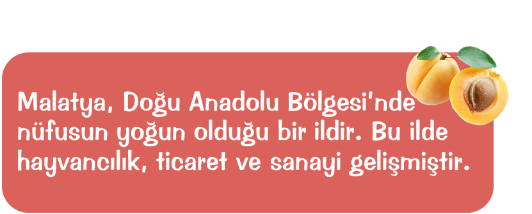 Malatya, Doğu Anadolu Bölgesi'nde
nüfusun yoğun olduğu bir ildir. Bu ilde
hayvancılık, ticaret ve sanayi gelişmiştir.